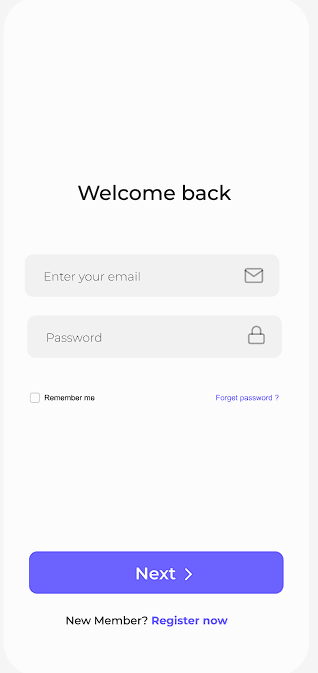 Welcome back
Enter your email
Password
Remember me
Forget password ?
Next
New Member? Register now